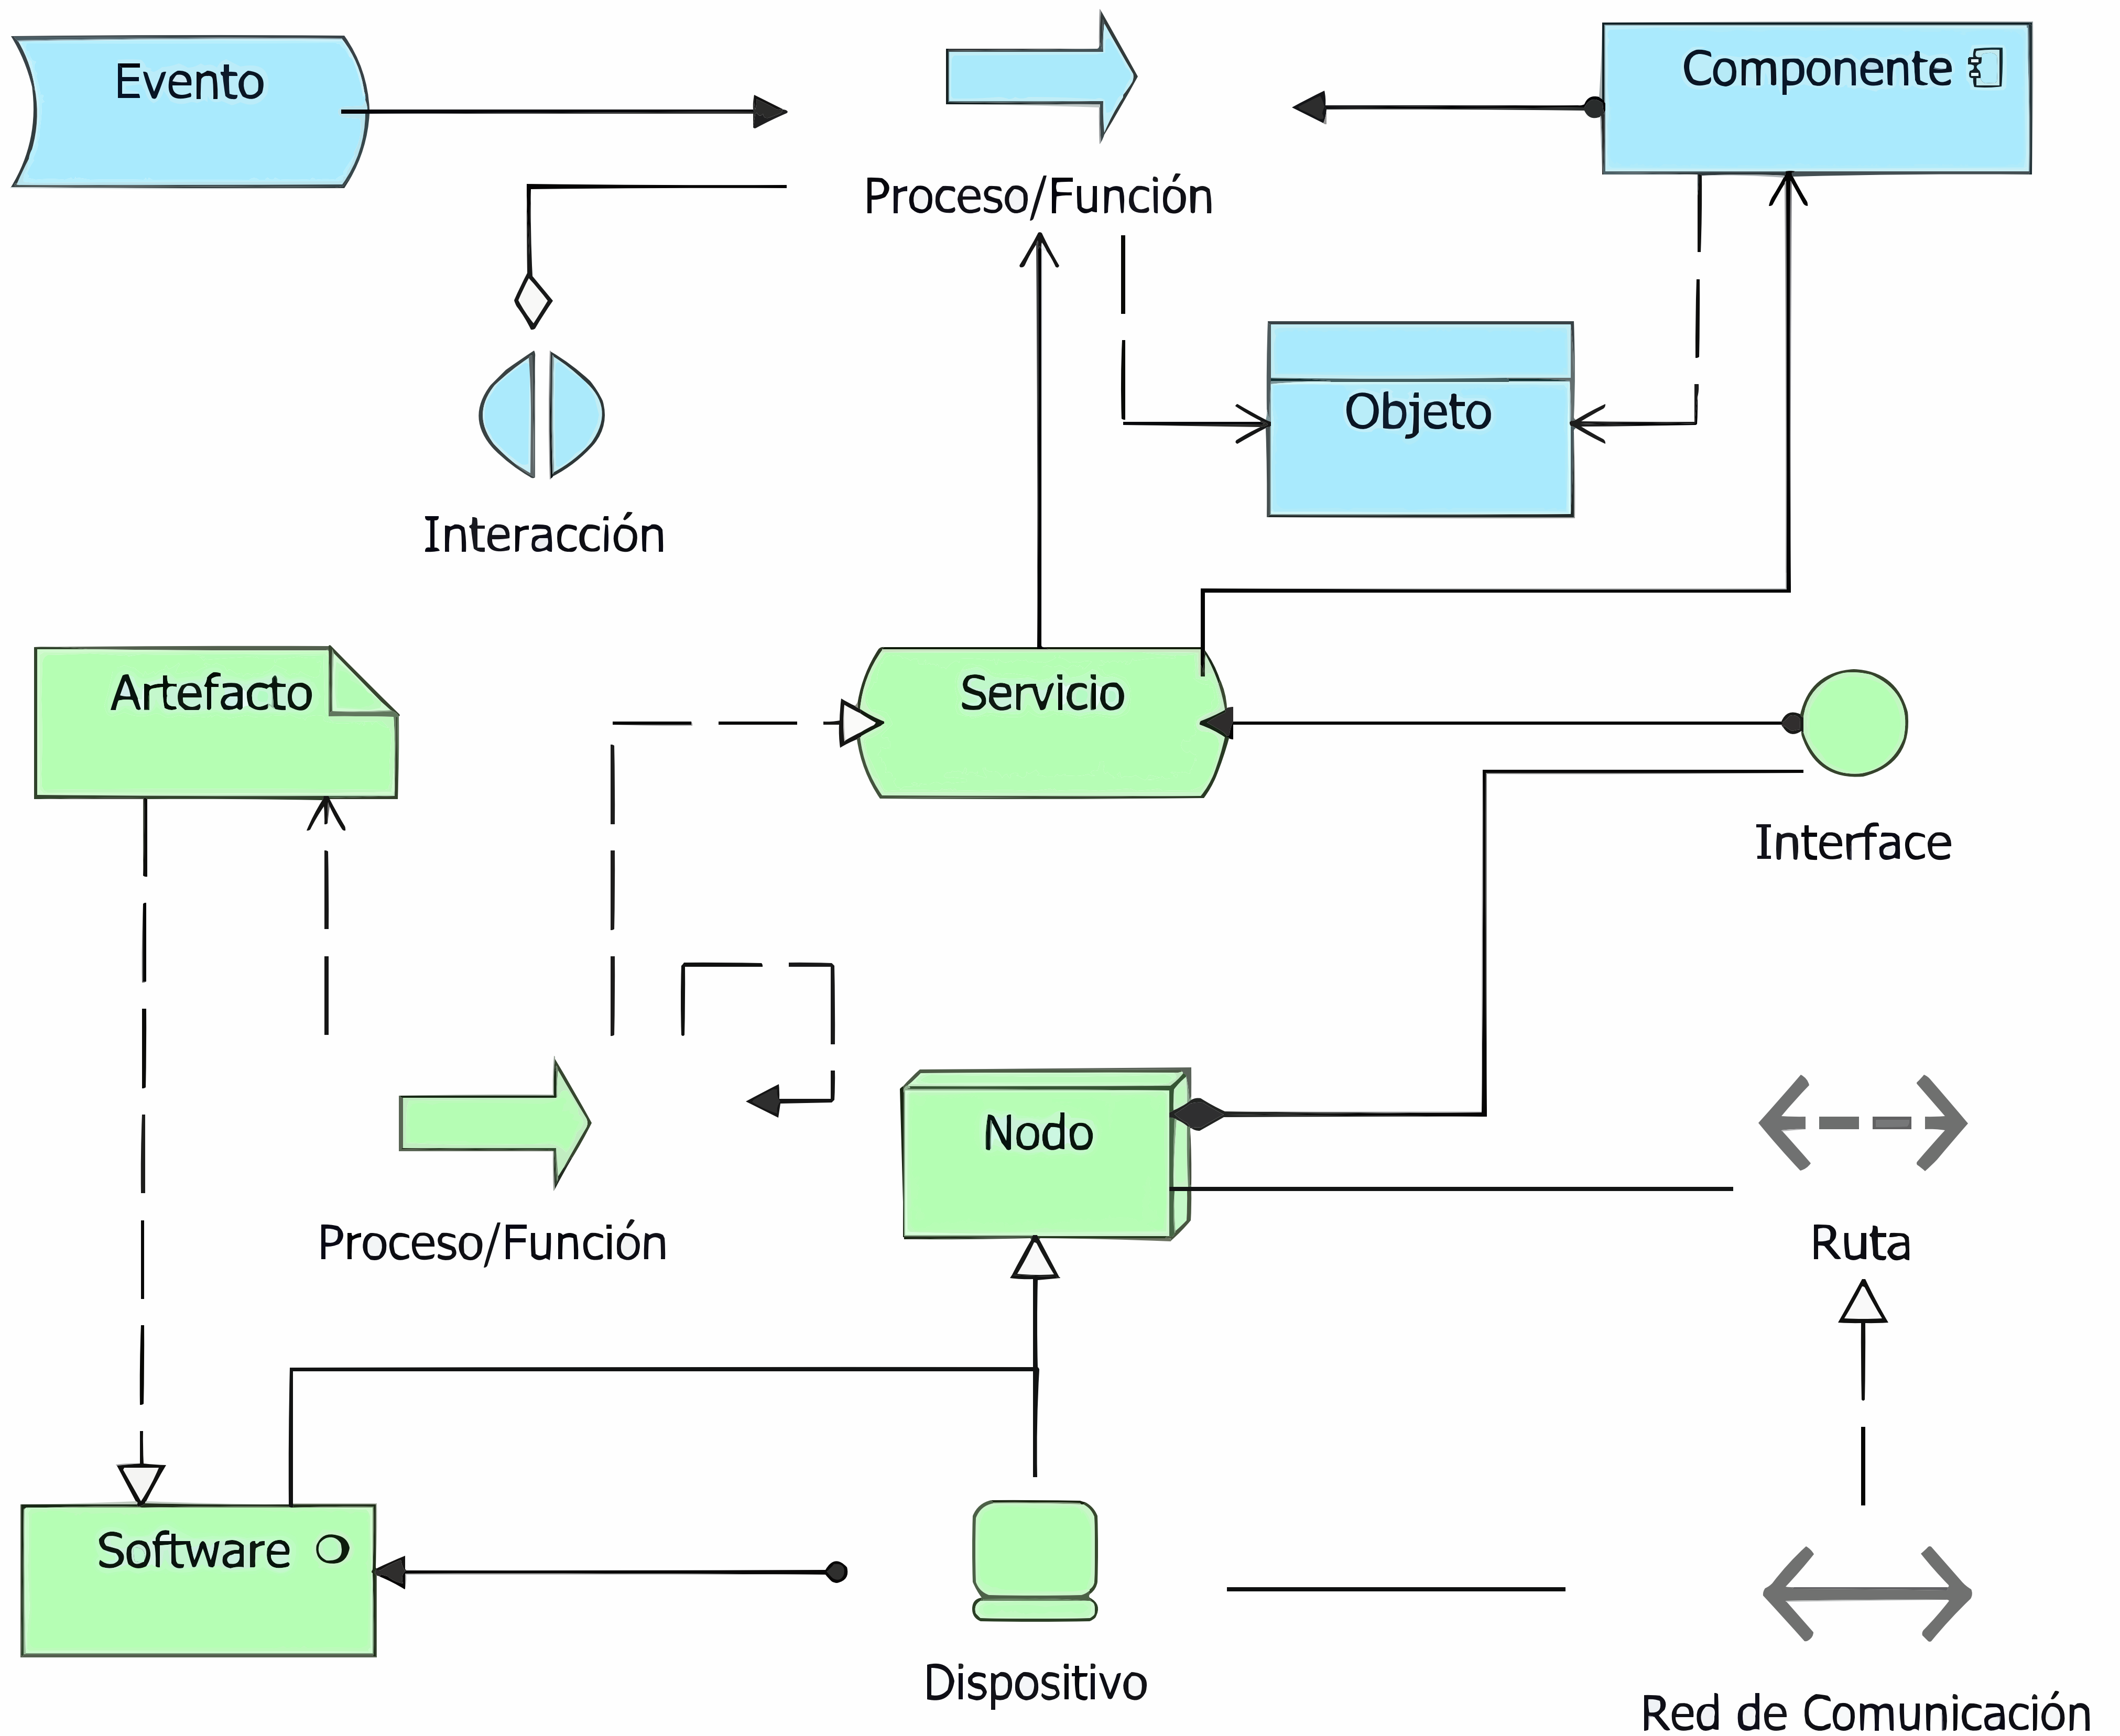 Evento
Componente
Proceso/Función
Objeto
Interacción
Artefacto
Servicio
Interface
Nodo
Proceso/Función
Ruta
Software
Dispositivo
Red de Comunicación